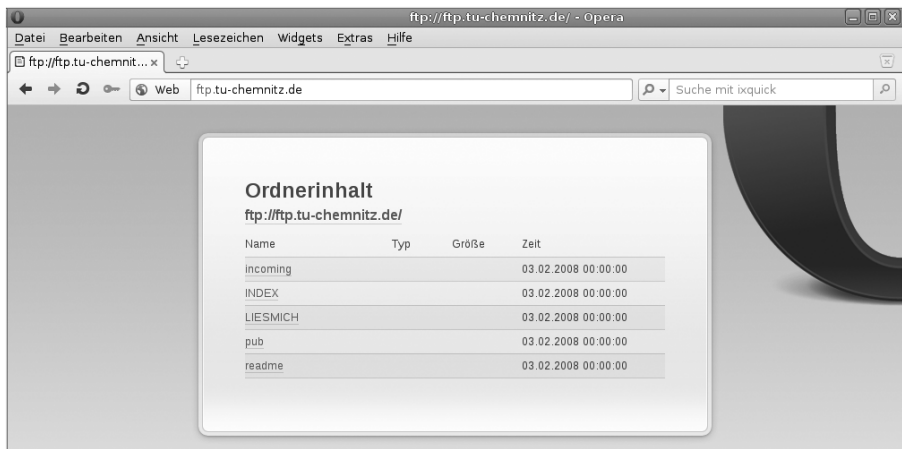 ftp://ftp.tu-chemnitz.de/ - Opera
Datei Bearbeiten Ansicht Lesezeichen Widgets Extras Hilfe
ftp://ftp.tu-chemnit...
Web ftp.tu-chemnitz.de Suche mit ixquick
Ordnerinhalt
ftp://ftp.tu-chemnitz.de/
Name Typ Größe Zeit
incoming 03.02.2008 00:00:00
INDEX 03.02.2008 00:00:00
LIESMICH 03.02.2008 00:00:00
pub 03.02.2008 00:00:00
readme 03.02.2008 00:00:00